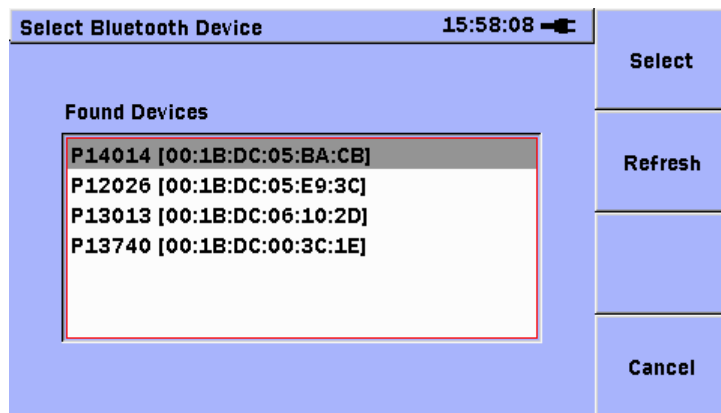 Select Bluetooth Device 15:58:08
Select
Found Devices
P14014 [00:1B:DC:05:BA:CB]
P12026 [00:1B:DC:05:E9:3C]
P13013 [00:1B:DC:06:10:2D]
P13740 [00:1B:DC:00:3C:1E]
Refresh
Cancel